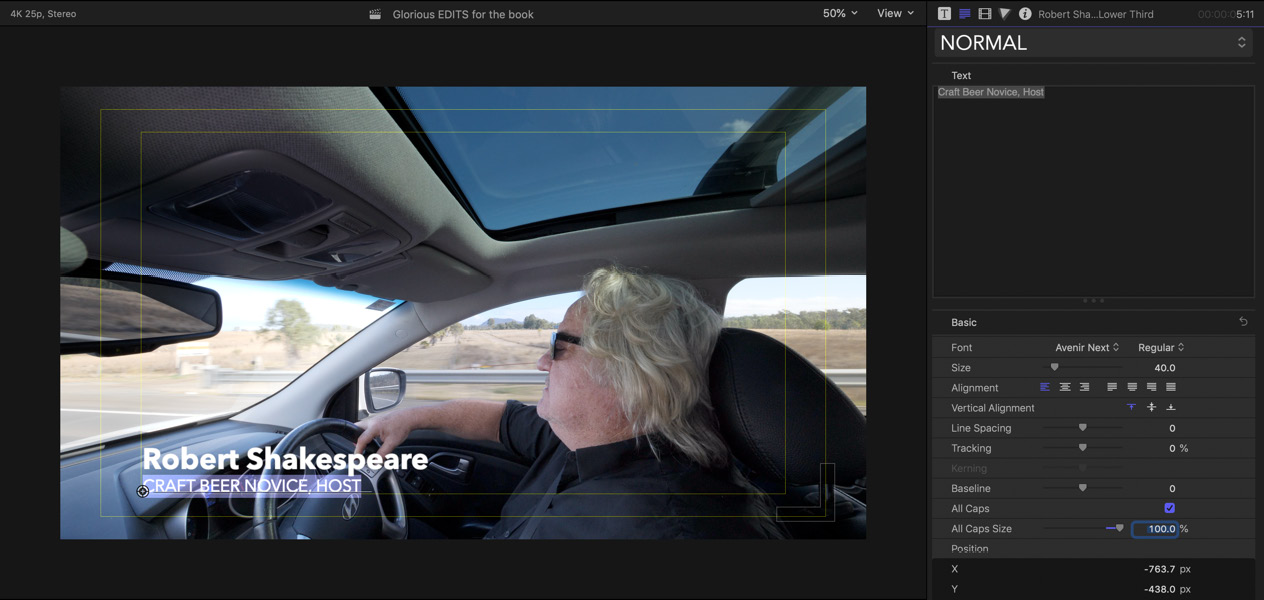 4K 25p, Stereo
Glorious EDITS for the book
50%
View
T
i
Robert Sha...Lower Third
00:00:05:11
NORMAL
Text
Craft Beer Novice, Host
Robert Shakespeare
CRAFT BEER NOVICE, HOST
Basic
Font Avenir Next Regular
Size 40.0
Alignment
Vertical Alignment
Line Spacing 0
Tracking 0 %
Kerning
Baseline 0
All Caps
All Caps Size 100.0 %
Position
X -763.7 px
Y -438.0 px